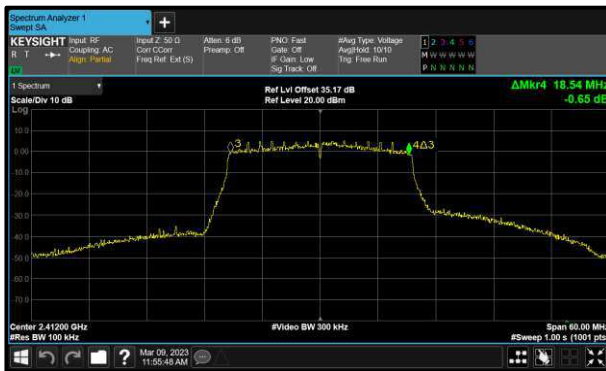 Spectrum Analyzer 1
Swept SA
KEYSIGHT
R T
Input: RF
Coupling: AC
Align: Partial
Input Z: 50 Ω
Corr CCorr
Freq Ref: Ext (S)
Atten: 6 dB
Preamp: Off
PNO: Fast
Gate: Off
IF Gain: Low
Sig Track: Off
#Avg Type: Voltage
Avg|Hold: 10/10
Trig: Free Run
1 2 3 4 5 6
M W W W W W
P N N N N N
1 Spectrum
Scale/Div 10 dB
Ref Lvl Offset 35.17 dB
Ref Level 20.00 dBm
ΔMkr4 18.54 MHz
-0.65 dB
Log
10.0
0.00
-10.0
-20.0
-30.0
-40.0
-50.0
-60.0
-70.0
3
4Δ3
Center 2.41200 GHz
#Res BW 100 kHz
#Video BW 300 kHz
Span 60.00 MHz
#Sweep 1.00 s (1001 pts)
?
Mar 09, 2023
11:55:48 AM